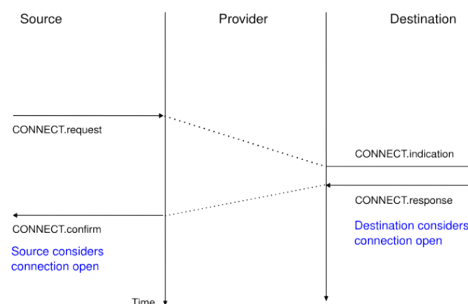 Source
Provider
Destination
CONNECT.request
CONNECT.indication
CONNECT.response
CONNECT.confirm
Destination considers
connection open
Source considers
connection open
Time